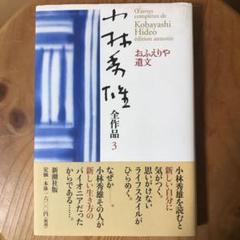 Œuvres
complètes de
Kobayashi
Hideo
édition annotée
小林秀雄
おふえりや
遺文
全作品3
小林秀雄を読むと
新しい自分に
気がつく。
思いがけない
ライフスタイルが
ひらめく。
なぜか。
小林秀雄その人が
新しい生き方の
パイオニアだった
からである……。
新潮社版